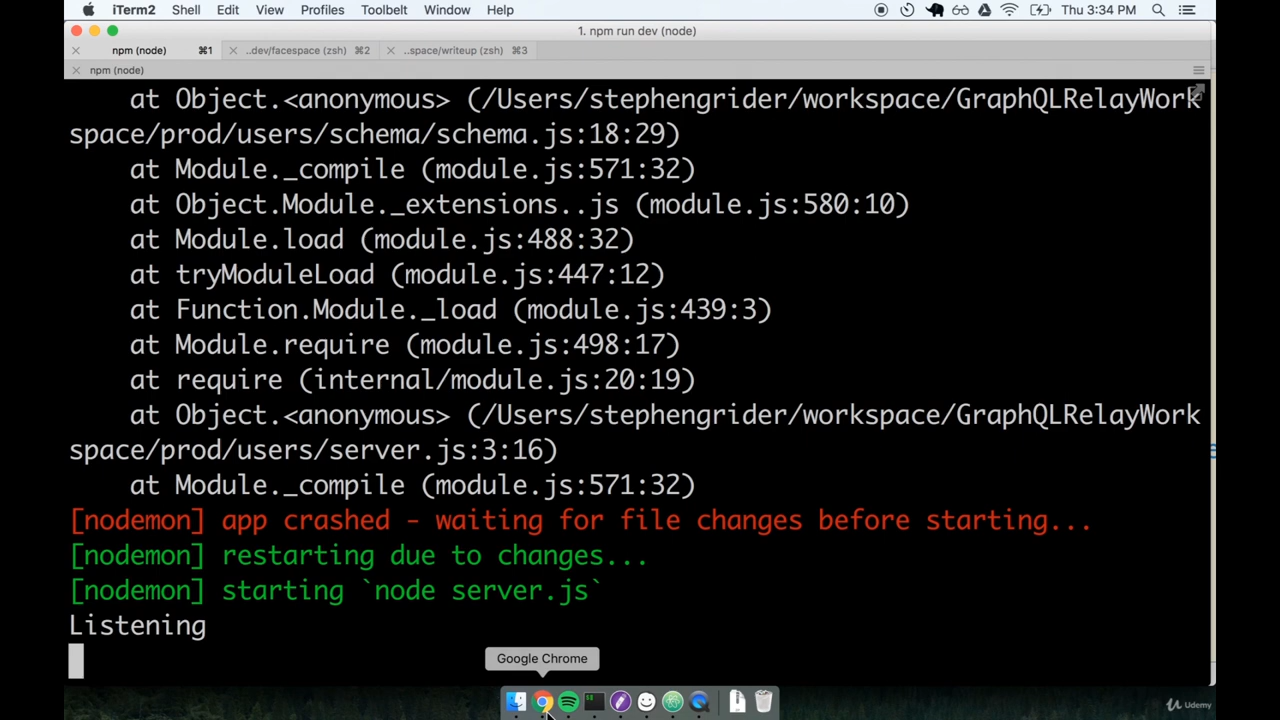 iTerm2 Shell Edit View Profiles Toolbelt Window Help Thu 3:34 PM
1. npm run dev (node)
npm (node) ⌘1 ..dev/facespace (zsh) ⌘2 ..space/writeup (zsh) ⌘3
npm (node)
at Object.<anonymous> (/Users/stephengrider/workspace/GraphQLRelayWork
space/prod/users/schema/schema.js:18:29)
at Module._compile (module.js:571:32)
at Object.Module._extensions..js (module.js:580:10)
at Module.load (module.js:488:32)
at tryModuleLoad (module.js:447:12)
at Function.Module._load (module.js:439:3)
at Module.require (module.js:498:17)
at require (internal/module.js:20:19)
at Object.<anonymous> (/Users/stephengrider/workspace/GraphQLRelayWork
space/prod/users/server.js:3:16)
at Module._compile (module.js:571:32)
[nodemon] app crashed - waiting for file changes before starting...
[nodemon] restarting due to changes...
[nodemon] starting `node server.js`
Listening
Google Chrome
Udemy